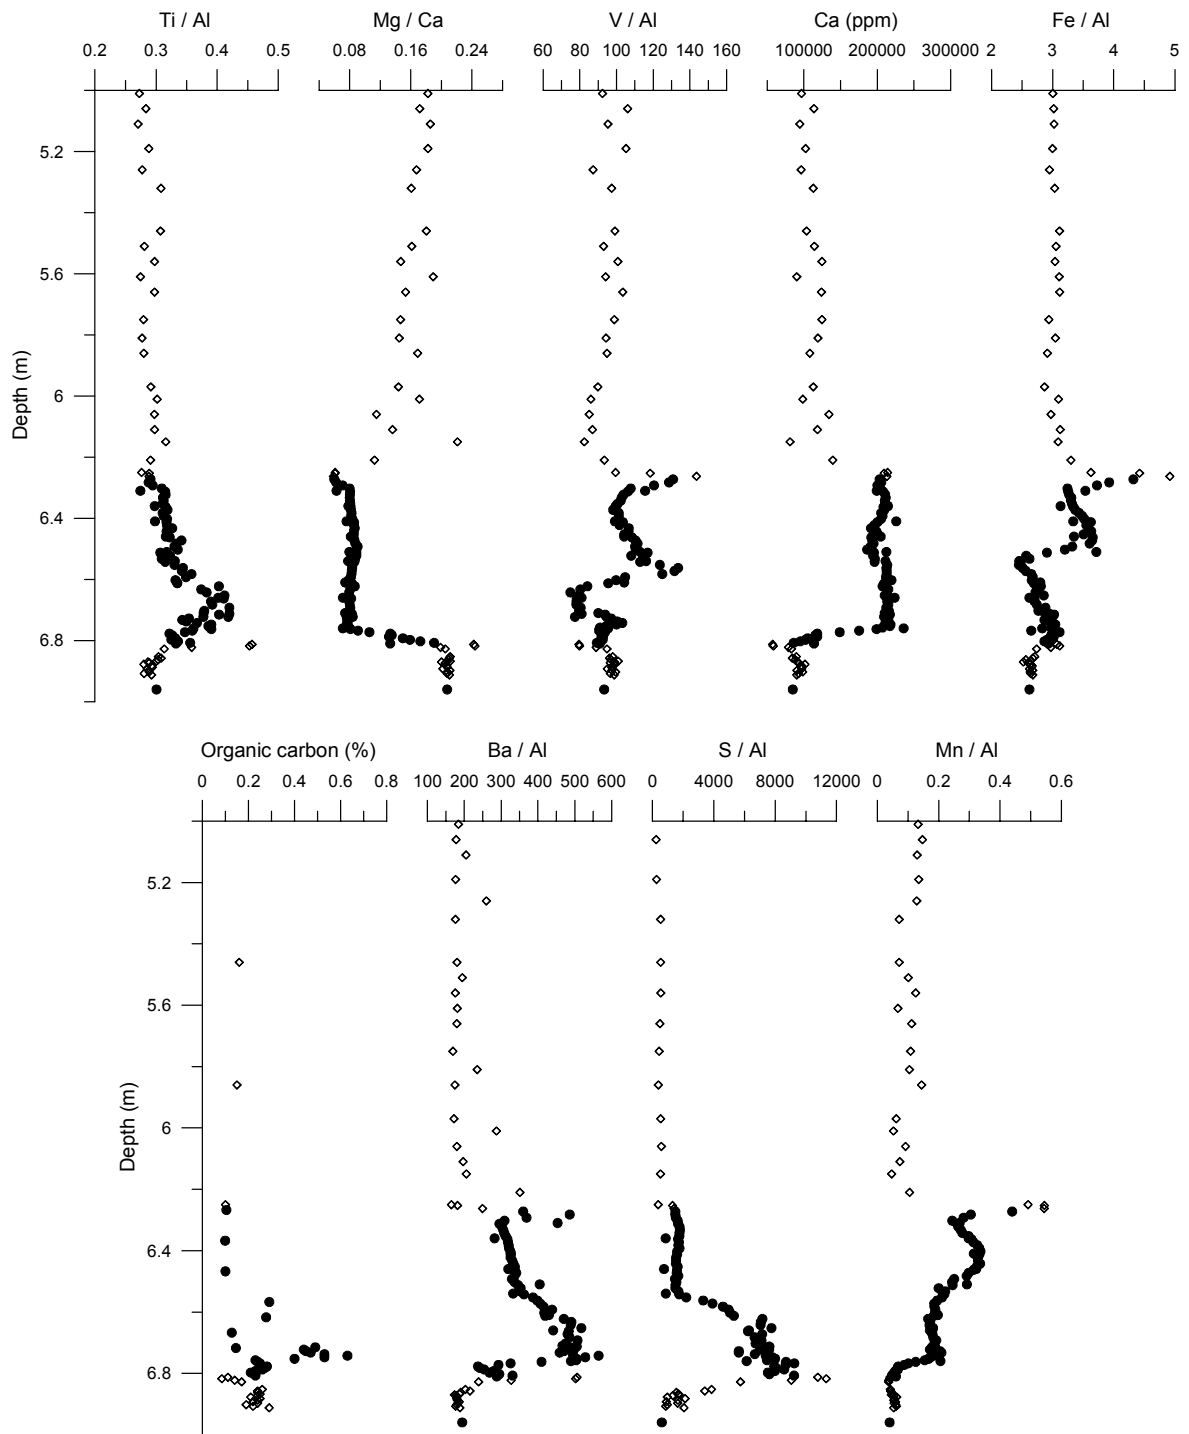 Ti / Al Mg / Ca V / Al Ca (ppm) Fe / Al
0.2 0.3 0.4 0.5 0.08 0.16 0.24 60 80 100 120 140 160 100000 200000 300000 2 3 4 5
5.2
5.6
Depth (m)
6
6.4
6.8
Organic carbon (%) Ba / Al S / Al Mn / Al
0 0.2 0.4 0.6 0.8 100 200 300 400 500 600 0 4000 8000 12000 0 0.2 0.4 0.6
5.2
5.6
Depth (m)
6
6.4
6.8